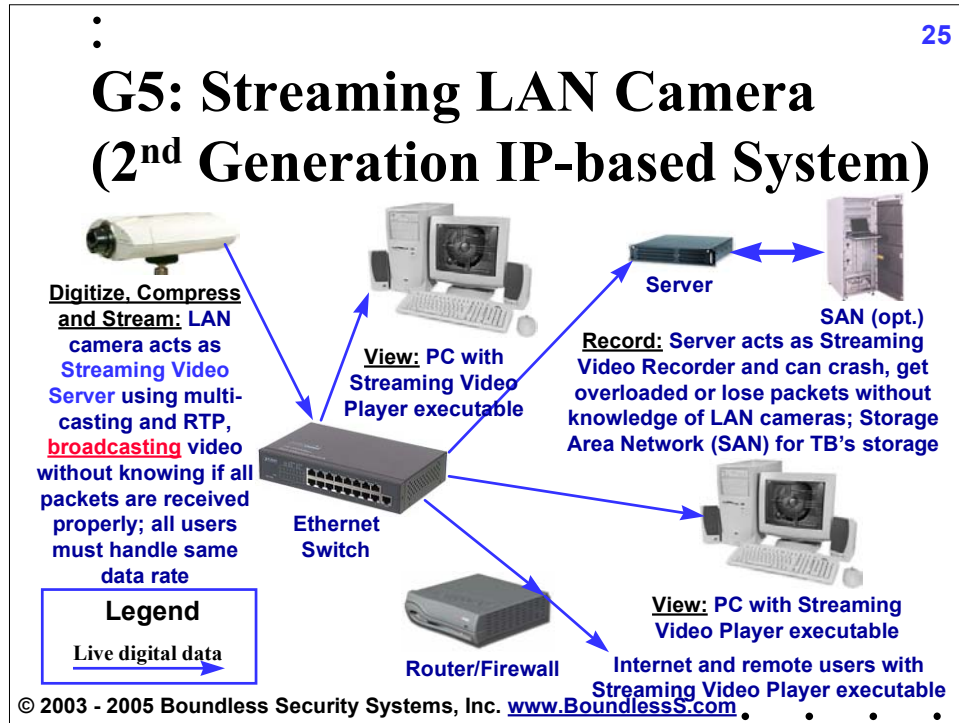 25
G5: Streaming LAN Camera
(2nd Generation IP-based System)
Digitize, Compress
and Stream: LAN
camera acts as
Streaming Video
Server using multi-
casting and RTP,
broadcasting video
without knowing if all
packets are received
properly; all users
must handle same
data rate
View: PC with
Streaming Video
Player executable
Server
SAN (opt.)
Record: Server acts as Streaming
Video Recorder and can crash, get
overloaded or lose packets without
knowledge of LAN cameras; Storage
Area Network (SAN) for TB's storage
Ethernet
Switch
View: PC with Streaming
Video Player executable
Router/Firewall
Internet and remote users with
Streaming Video Player executable
Legend
Live digital data
© 2003 - 2005 Boundless Security Systems, Inc. www.BoundlessS.com